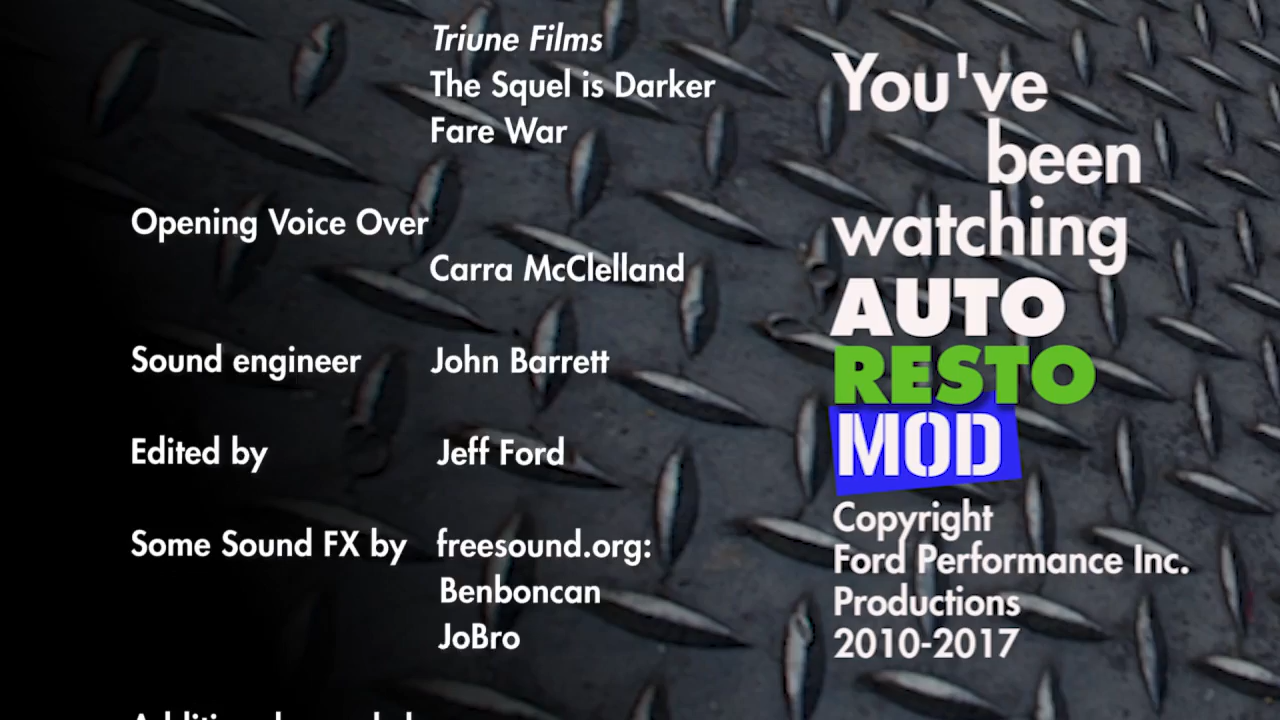 Triune Films
The Squel is Darker
Fare War
Opening Voice Over
Carra McClelland
Sound engineer John Barrett
Edited by Jeff Ford
Some Sound FX by freesound.org:
Benboncan
JoBro
You've
been
watching
AUTO
RESTO
MOD
Copyright
Ford Performance Inc.
Productions
2010-2017